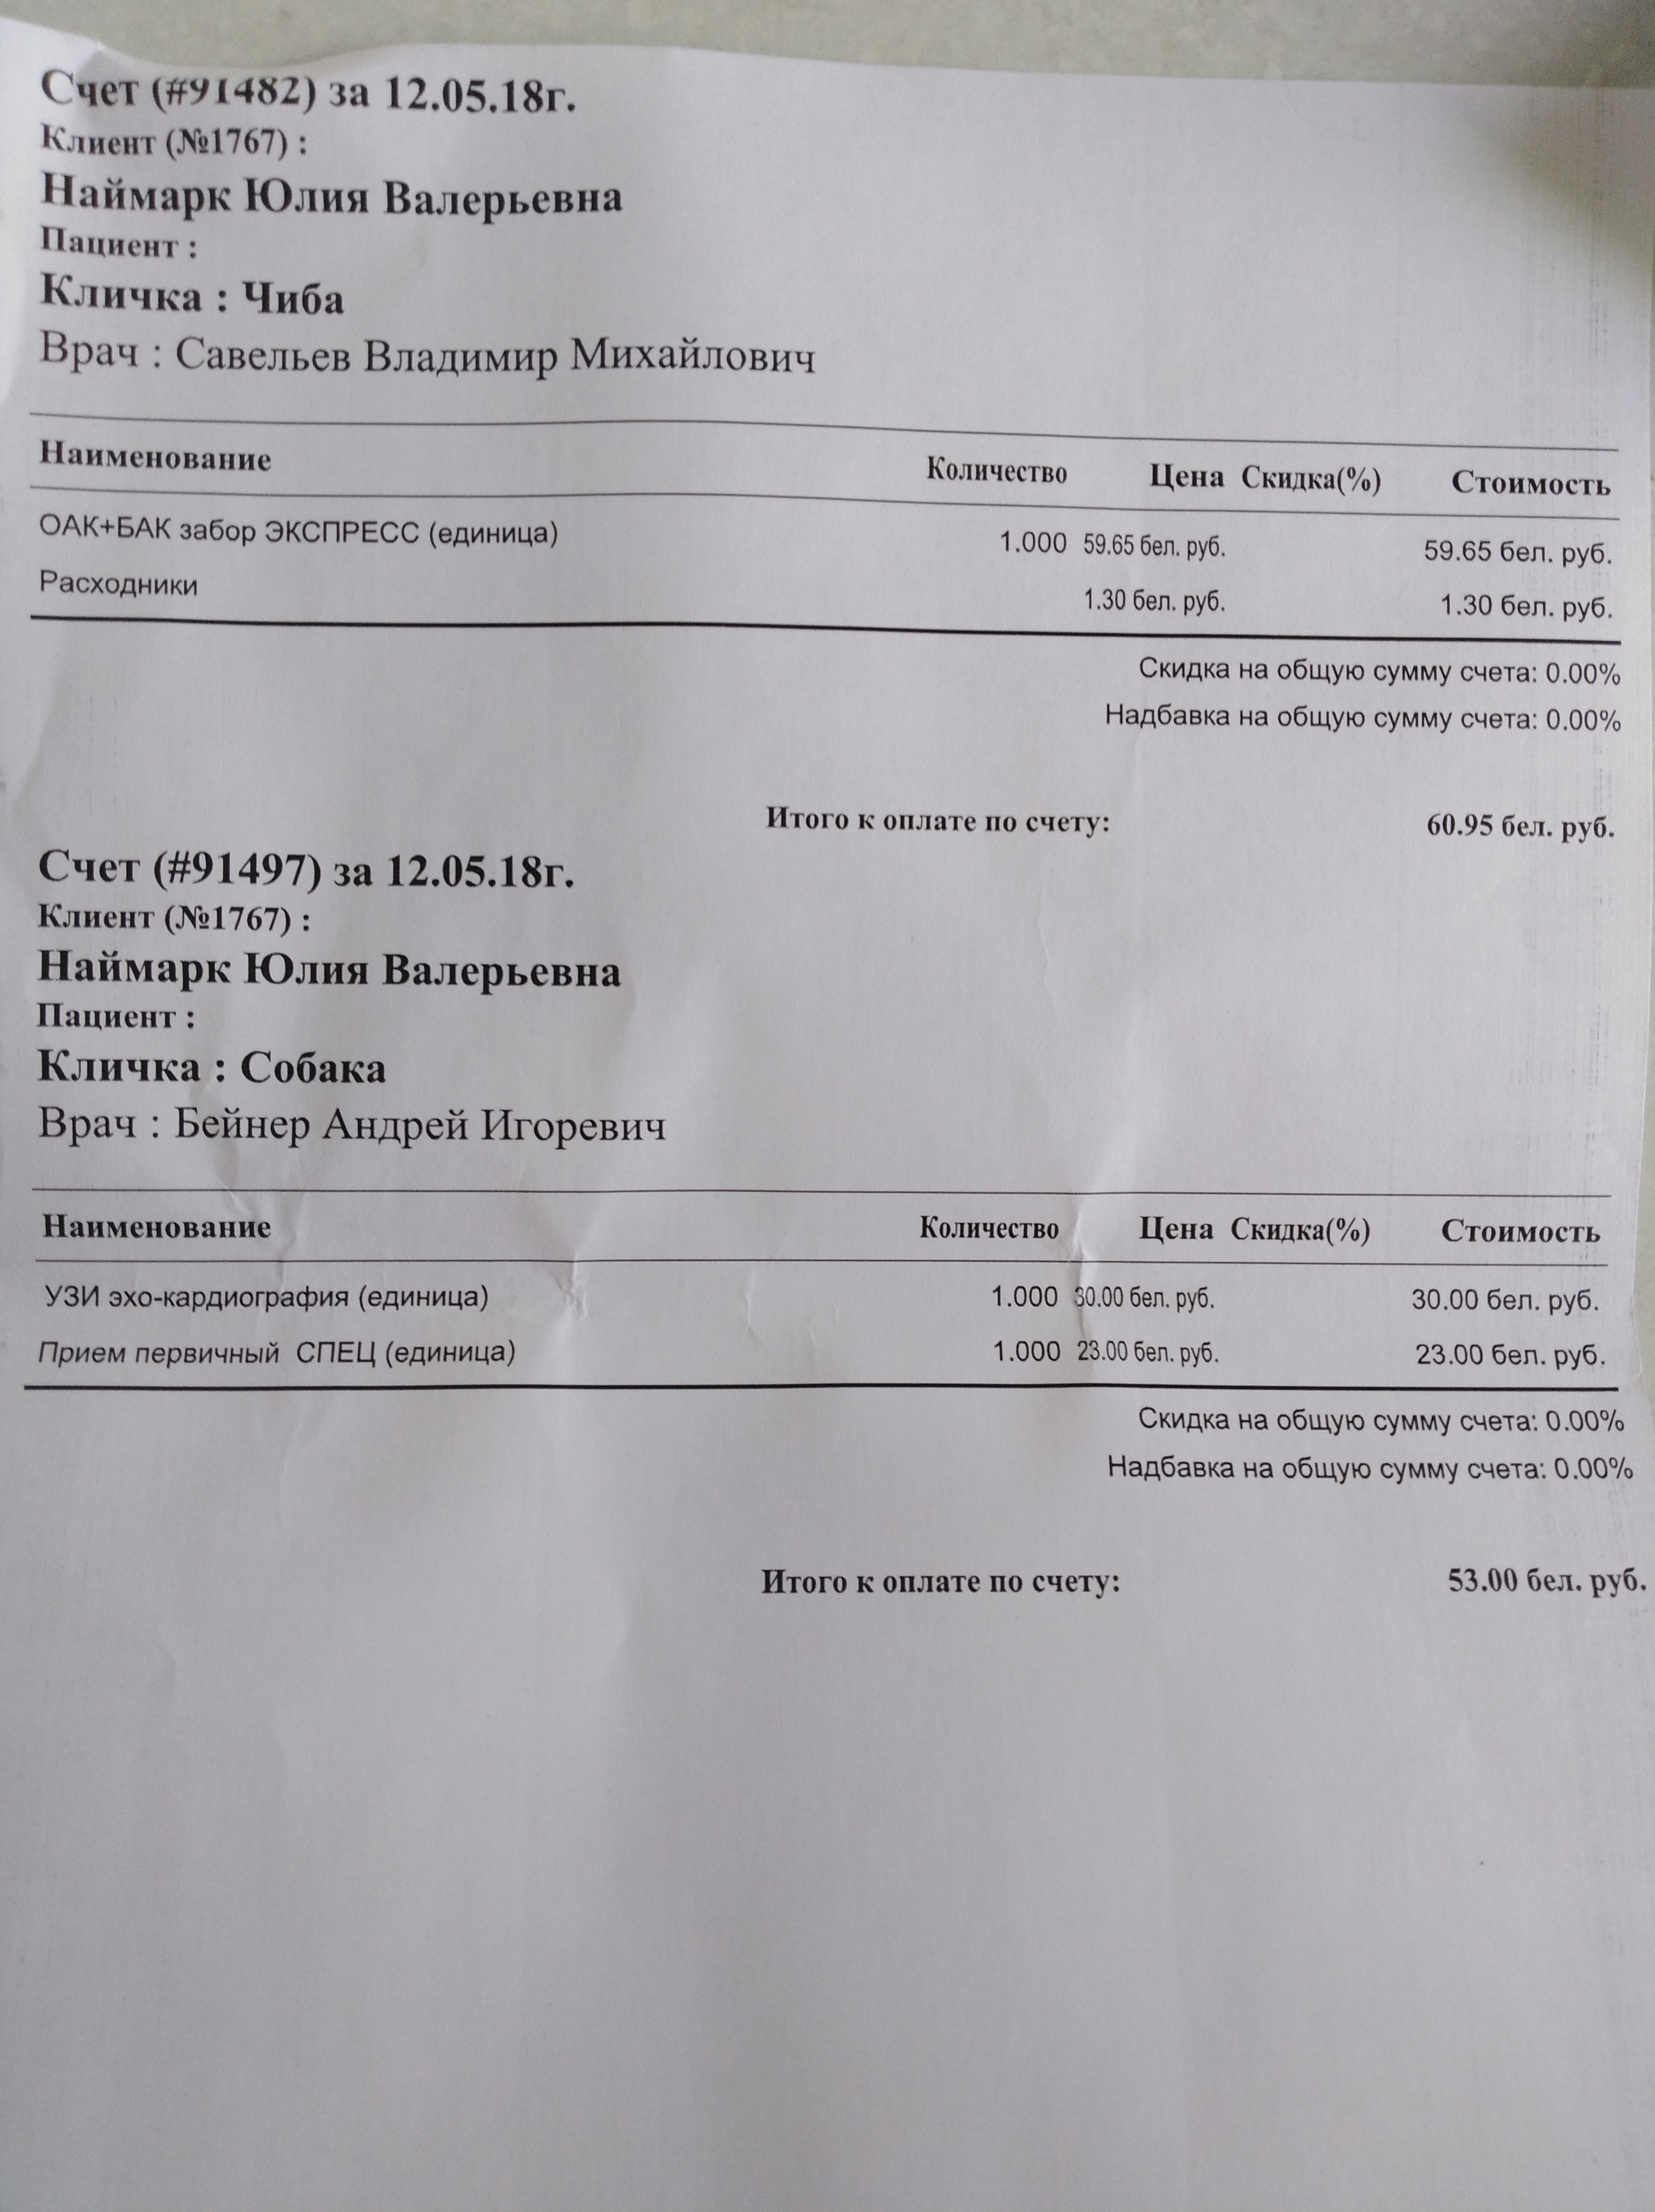 Счет (#91482) за 12.05.18г.
Клиент (№1767) :
Наймарк Юлия Валерьевна
Пациент :
Кличка : Чиба
Врач : Савельев Владимир Михайлович
Наименование Количество Цена Скидка(%) Стоимость
ОАК+БАК забор ЭКСПРЕСС (единица) 1.000 59.65 бел. руб. 59.65 бел. руб.
Расходники 1.30 бел. руб. 1.30 бел. руб.
Скидка на общую сумму счета: 0.00%
Надбавка на общую сумму счета: 0.00%
Итого к оплате по счету: 60.95 бел. руб.
Счет (#91497) за 12.05.18г.
Клиент (№1767) :
Наймарк Юлия Валерьевна
Пациент :
Кличка : Собака
Врач : Бейнер Андрей Игоревич
Наименование Количество Цена Скидка(%) Стоимость
УЗИ эхо-кардиография (единица) 1.000 30.00 бел. руб. 30.00 бел. руб.
Прием первичный СПЕЦ (единица) 1.000 23.00 бел. руб. 23.00 бел. руб.
Скидка на общую сумму счета: 0.00%
Надбавка на общую сумму счета: 0.00%
Итого к оплате по счету: 53.00 бел. руб.